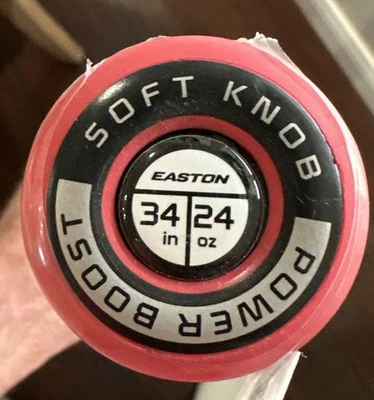 SOFT KNOB
EASTON
34 24
in oz
POWER BOOST